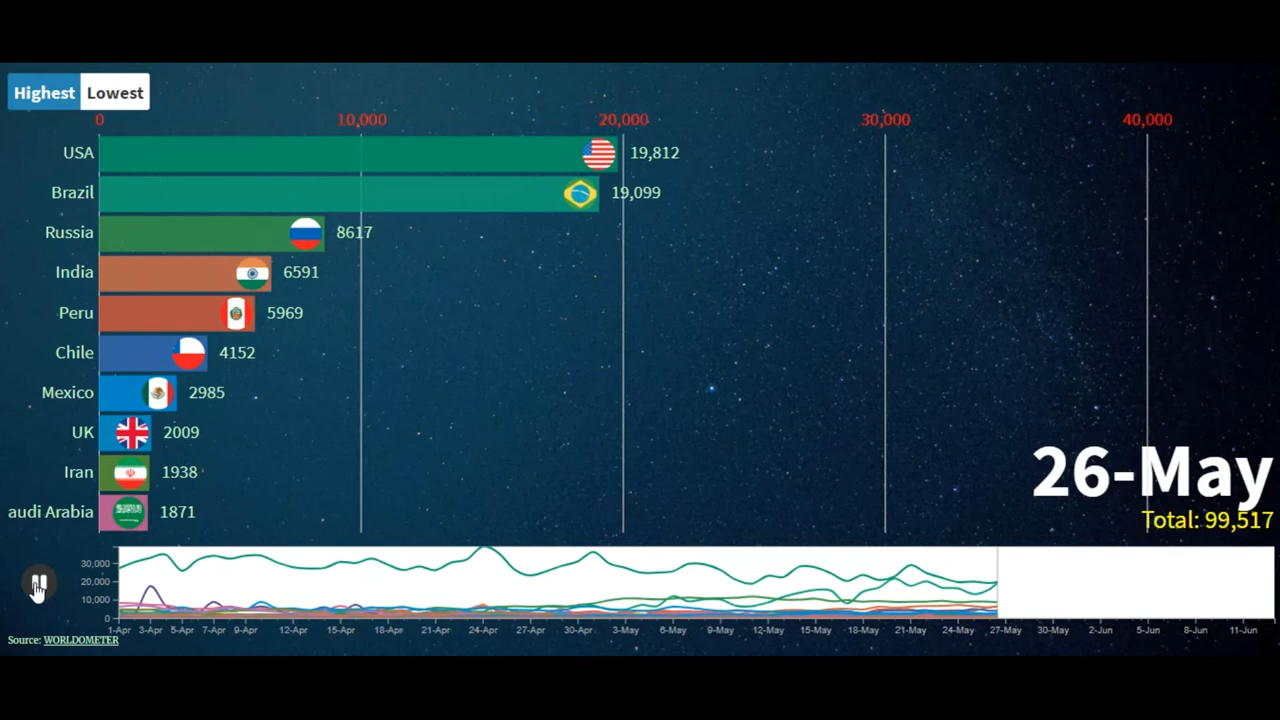 Highest Lowest
0 10,000 20,000 30,000 40,000
USA 19,812
Brazil 19,099
Russia 8617
India 6591
Peru 5969
Chile 4152
Mexico 2985
UK 2009
Iran 1938
audi Arabia 1871
26-May
Total: 99,517
30,000
20,000
10,000
0
1-Apr 3-Apr 5-Apr 7-Apr 9-Apr 12-Apr 15-Apr 18-Apr 21-Apr 24-Apr 27-Apr 30-Apr 3-May 6-May 9-May 12-May 15-May 18-May 21-May 24-May 27-May 30-May 2-Jun 5-Jun 8-Jun 11-Jun
Source: WORLDOMETER